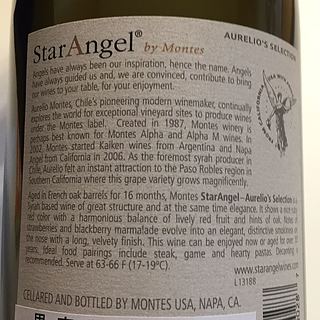 StarAngel® by Montes
AURELIO'S SELECTION
Angels have always been our inspiration, hence the name. Angels
have always guided us and, we are convinced, contribute to bring
our wines to your table, for your enjoyment.
Aurelio Montes, Chile's pioneering modern winemaker, continually
explores the world for exceptional vineyard sites to produce wines
under the Montes label. Created in 1987, Montes winery is
perhaps best known for Montes Alpha and Alpha M wines. In
2002, Montes started Kaiken wines from Argentina and Napa
Angel from California in 2006. As the foremost syrah producer in
Chile, Aurelio felt an instant attraction to the Paso Robles region in
Southern California where this grape variety grows magnificently.
Aged in French oak barrels for 16 months, Montes StarAngel–Aurelio's Selection is a
Syrah based wine of great structure and at the same time elegance. It shows a nice ruby
red color with a harmonious balance of lively red fruit and hints of oak. Notes of
strawberries and blackberry marmalade evolve into an elegant, distinctive smokiness on
the nose with a long, velvety finish. This wine can be enjoyed now or aged for over
years. Ideal food pairings include steak, game and hearty pastas. Decanting is
recommended. Serve at 63-66 F (17-19ºC).
www.starangelwines.com
L13188
CELLARED AND BOTTLED BY MONTES USA, NAPA, CA.